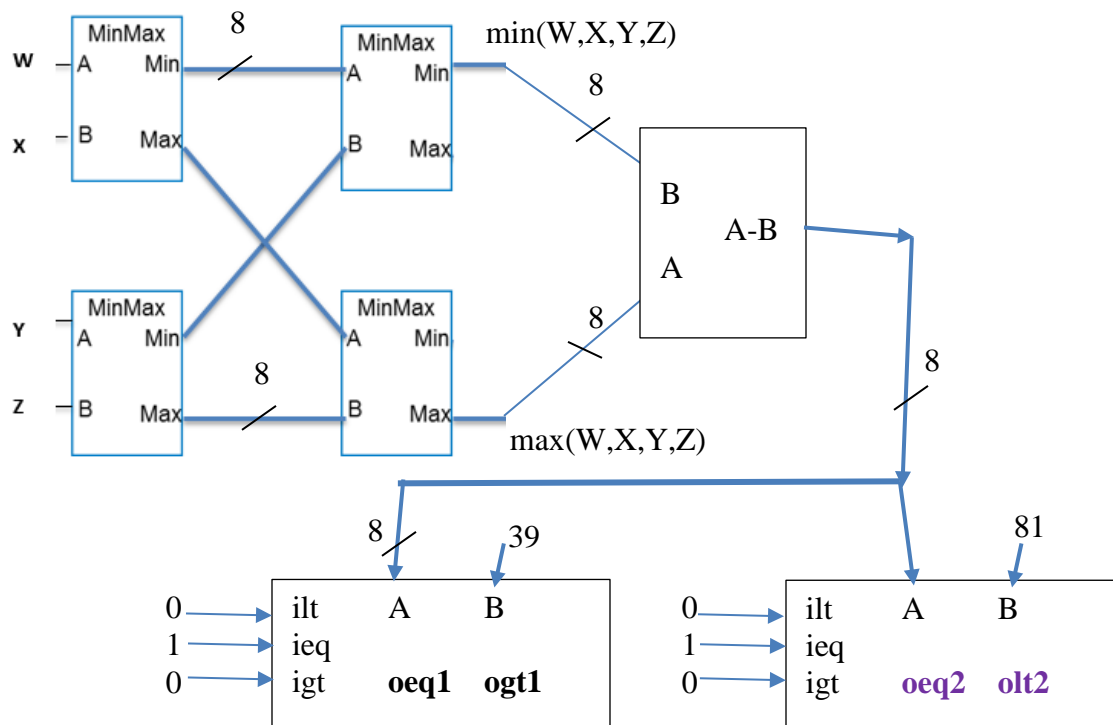 MinMax
8
MinMax
min(W,X,Y,Z)
W
A
Min
A
Min
8
X
B
Max
B
Max
B
A-B
A
MinMax
MinMax
Y
A
Min
A
Min
8
8
8
Z
B
Max
B
Max
max(W,X,Y,Z)
8
39
81
0
ilt
A
B
0
ilt
A
B
1
ieq
1
ieq
0
igt
oeq1
ogt1
0
igt
oeq2
olt2